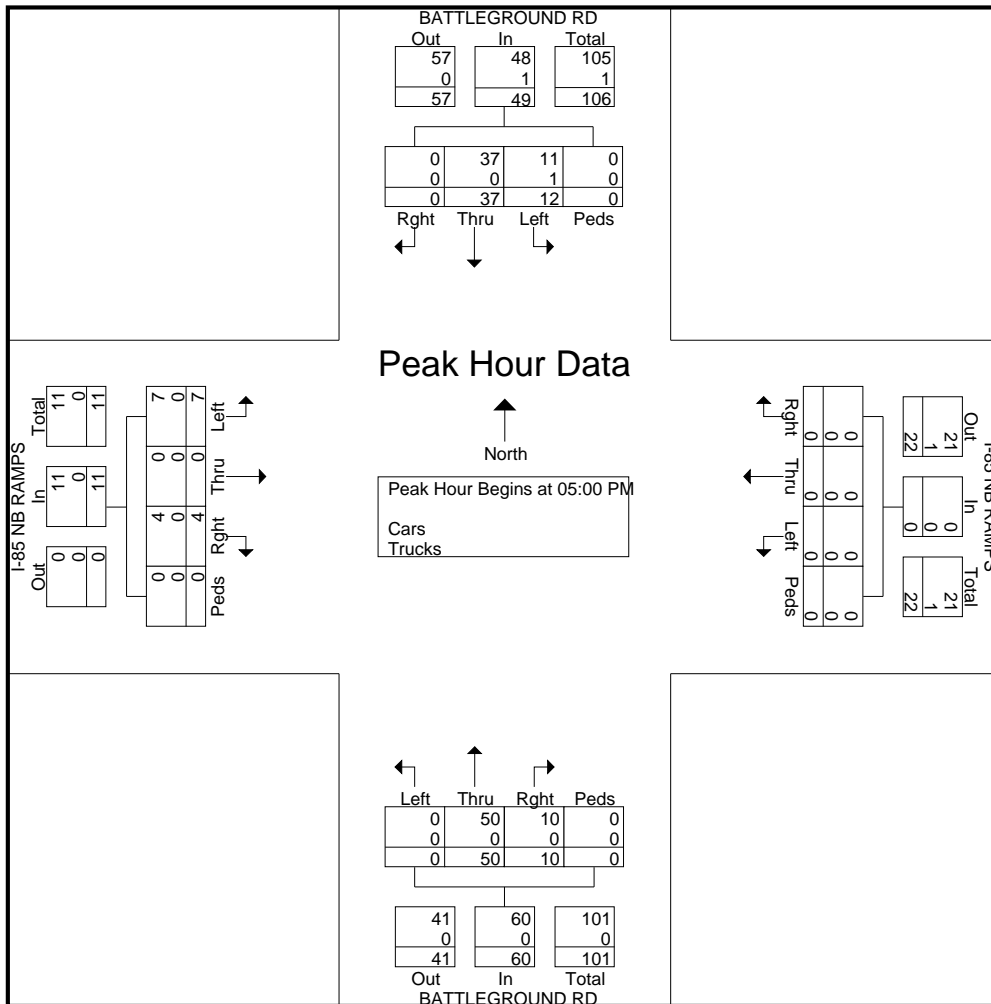 BATTLEGROUND RD
Out In Total
57 48 105
0 1 1
57 49 106
0 37 11 0
0 0 1 0
0 37 12 0
Rght Thru Left Peds
Peak Hour Data
North
Peak Hour Begins at 05:00 PM
Cars
Trucks
I-85 NB RAMPS
Out In Total
0 11 11
0 0 0
0 11 11
Peds Rght Thru Left
0 4 0 7
0 0 0 0
0 4 0 7
I-85 NB RAMPS
Out In Total
21 0 21
1 0 1
22 0 22
Rght Thru Left Peds
0 0 0 0
0 0 0 0
0 0 0 0
Left Thru Rght Peds
0 50 10 0
0 0 0 0
0 50 10 0
41 60 101
0 0 0
41 60 101
Out In Total
BATTLEGROUND RD